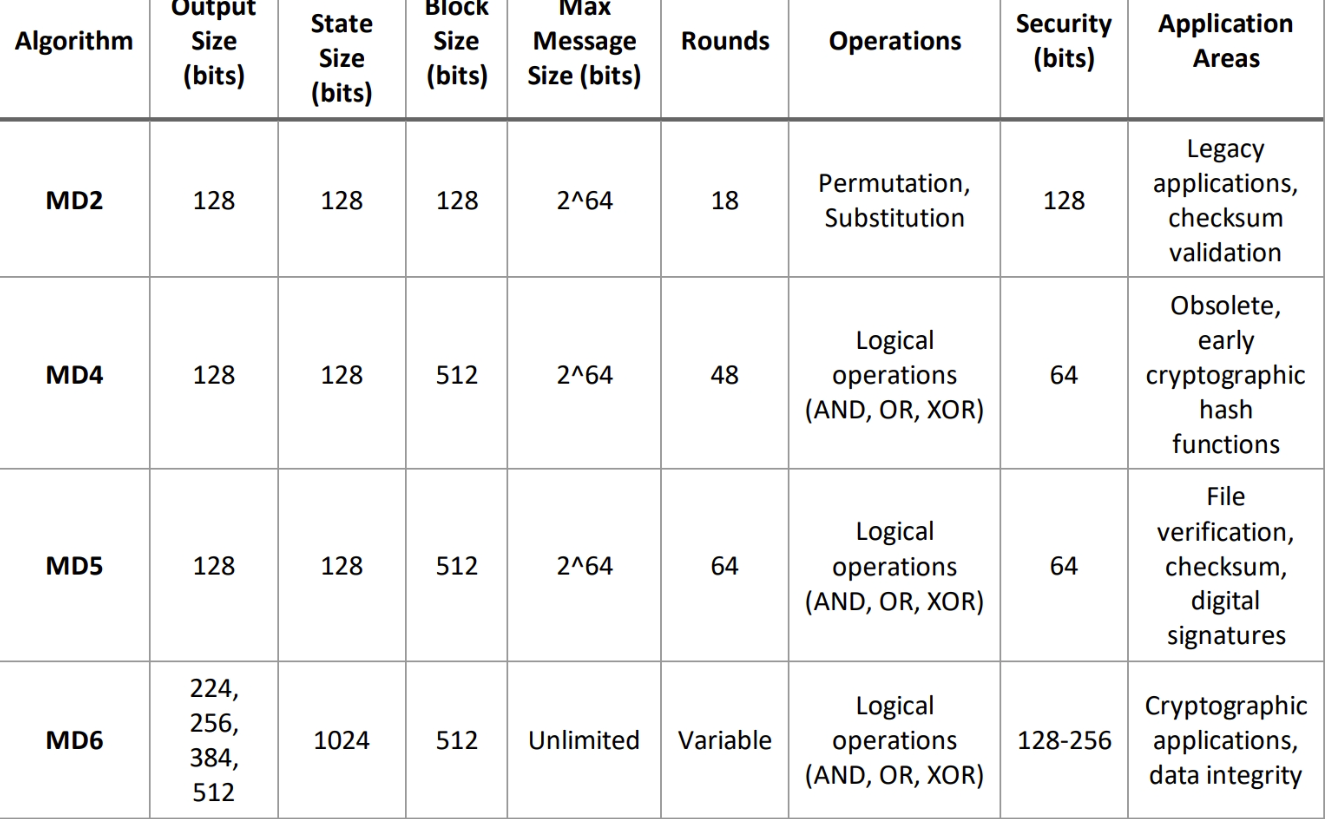 Algorithm
Output
Size
(bits)
State
Size
(bits)
Block
Size
(bits)
Max
Message
Size (bits)
Rounds
Operations
Security
(bits)
Application
Areas
MD2
128
128
128
2^64
18
Permutation,
Substitution
128
Legacy
applications,
checksum
validation
MD4
128
128
512
2^64
48
Logical
operations
(AND, OR, XOR)
64
Obsolete,
early
cryptographic
hash
functions
MD5
128
128
512
2^64
64
Logical
operations
(AND, OR, XOR)
64
File
verification,
checksum,
digital
signatures
MD6
224,
256,
384,
512
1024
512
Unlimited
Variable
Logical
operations
(AND, OR, XOR)
128-256
Cryptographic
applications,
data integrity